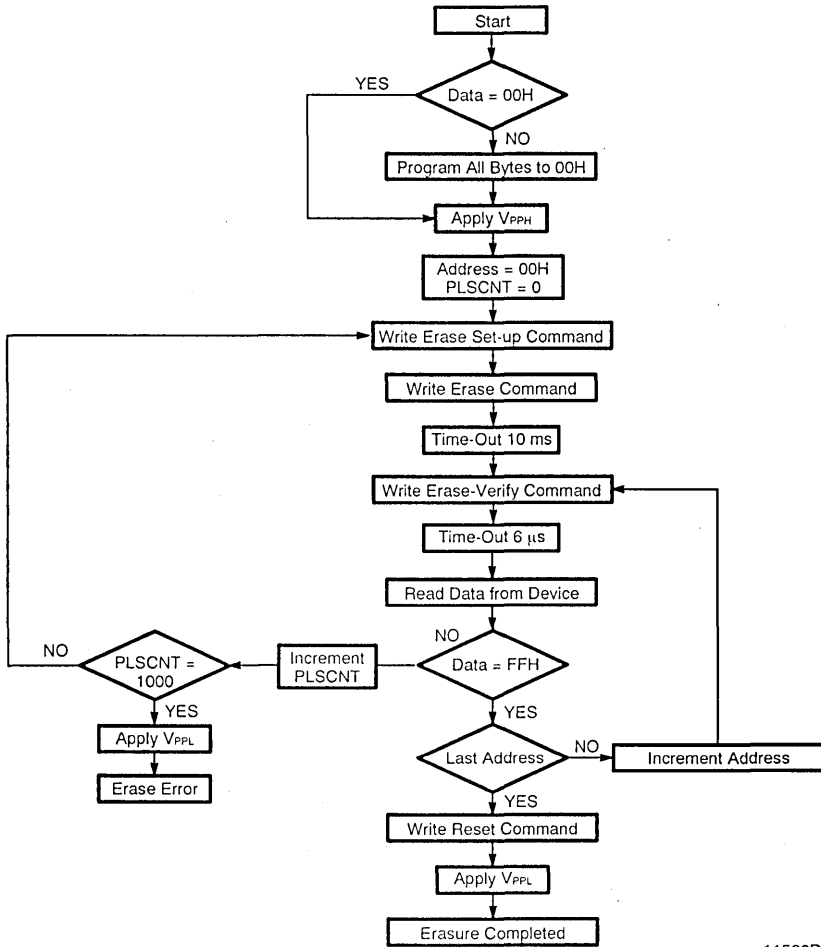 Start
YES
Data = 00H
NO
Program All Bytes to 00H
Apply VPPH
Address = 00H
PLSCNT = 0
Write Erase Set-up Command
Write Erase Command
Time-Out 10 ms
Write Erase-Verify Command
Time-Out 6 μs
Read Data from Device
NO
Data = FFH
Increment
PLSCNT
NO
PLSCNT =
1000
YES
Apply VPPL
Erase Error
YES
Last Address
NO
Increment Address
YES
Write Reset Command
Apply VPPL
Erasure Completed